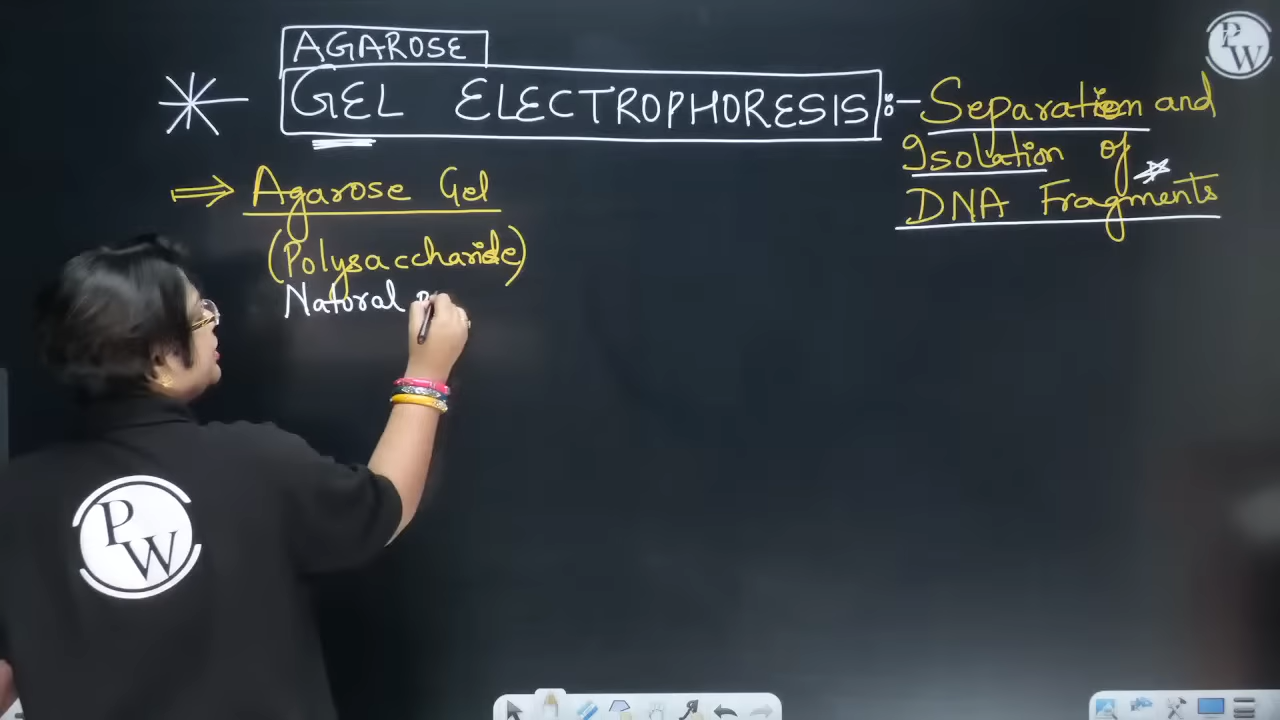 AGAROSE
GEL ELECTROPHORESIS :- Separation and
Isolation of
DNA Fragments
⇒ Agarose Gel
(Polysaccharide)
Natural
PW
PW